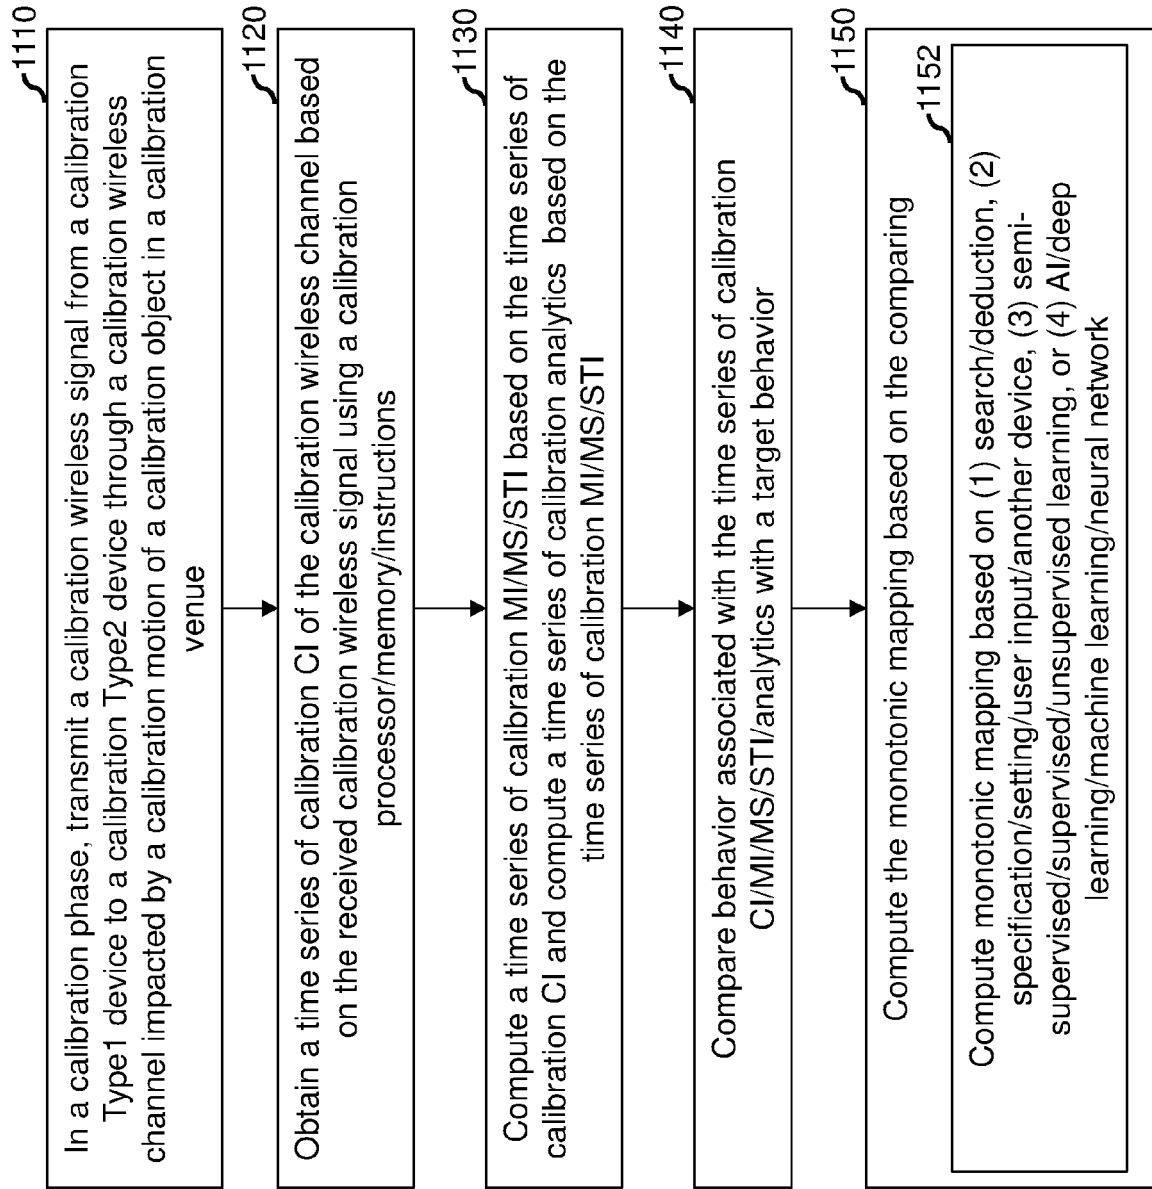 1110
In a calibration phase, transmit a calibration wireless signal from a calibration
Type1 device to a calibration Type2 device through a calibration wireless
channel impacted by a calibration motion of a calibration object in a calibration
venue
1120
Obtain a time series of calibration CI of the calibration wireless channel based
on the received calibration wireless signal using a calibration
processor/memory/instructions
1130
Compute a time series of calibration MI/MS/STI based on the time series of
calibration CI and compute a time series of calibration analytics based on the
time series of calibration MI/MS/STI
1140
Compare behavior associated with the time series of calibration
CI/MI/MS/STI/analytics with a target behavior
1150
Compute the monotonic mapping based on the comparing
1152
Compute monotonic mapping based on (1) search/deduction, (2)
specification/setting/user input/another device, (3) semi-
supervised/supervised/unsupervised learning, or (4) AI/deep
learning/machine learning/neural network